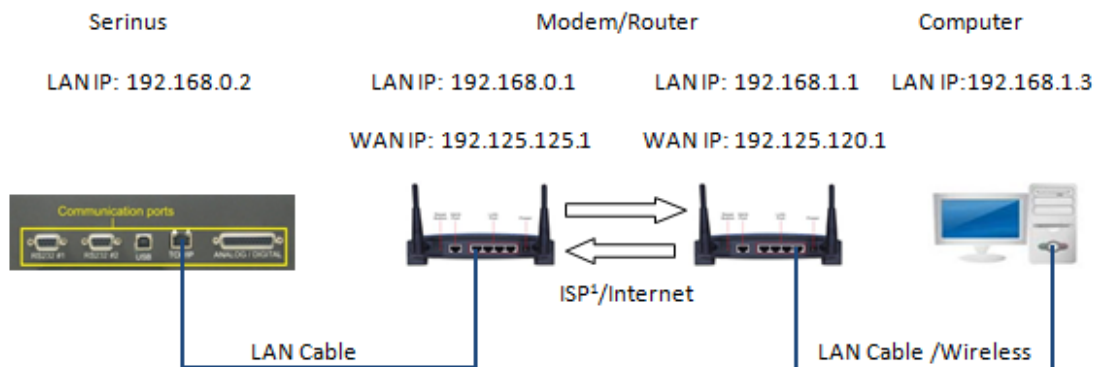 Serinus Modem/Router Computer
LAN IP: 192.168.0.2 LAN IP: 192.168.0.1 LAN IP: 192.168.1.1 LAN IP:192.168.1.3
WAN IP: 192.125.125.1 WAN IP: 192.125.120.1
Communication ports
RS232 #1 RS232 #2 USB TCP/IP ANALOG / DIGITAL
ISP¹/Internet
LAN Cable LAN Cable /Wireless